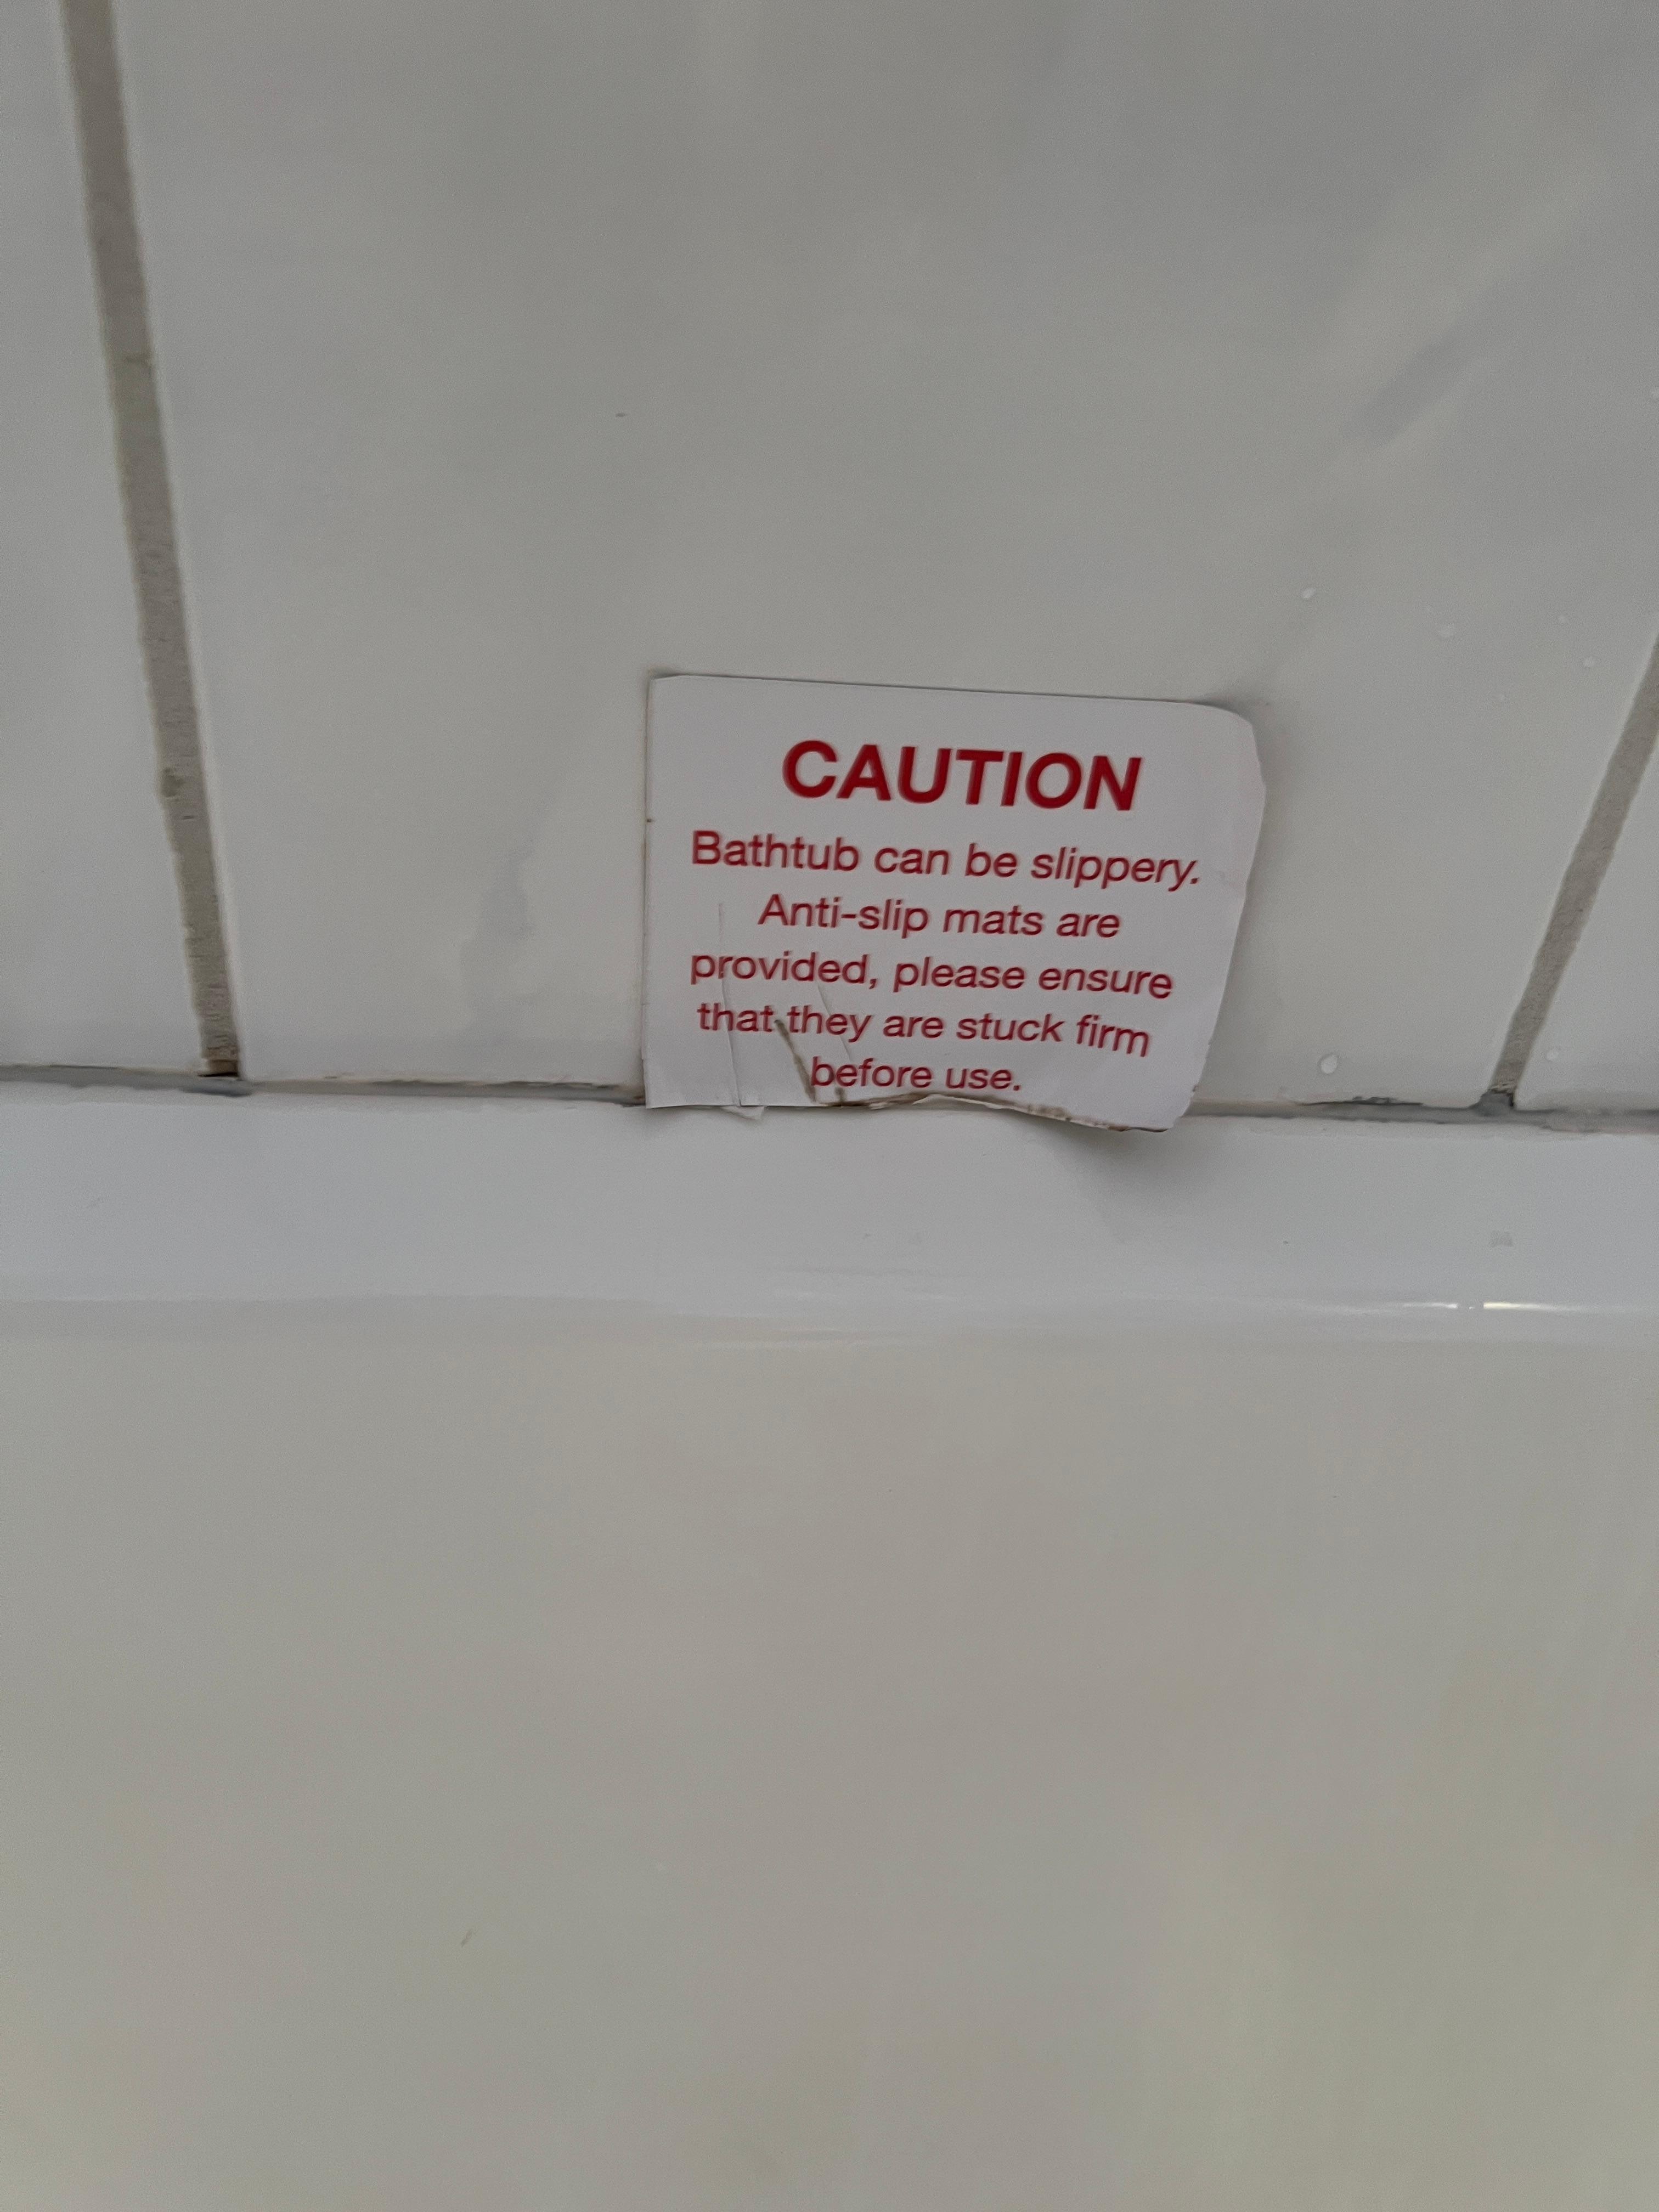 CAUTION
Bathtub can be slippery.
Anti-slip mats are
provided, please ensure
that they are stuck firm
before use.